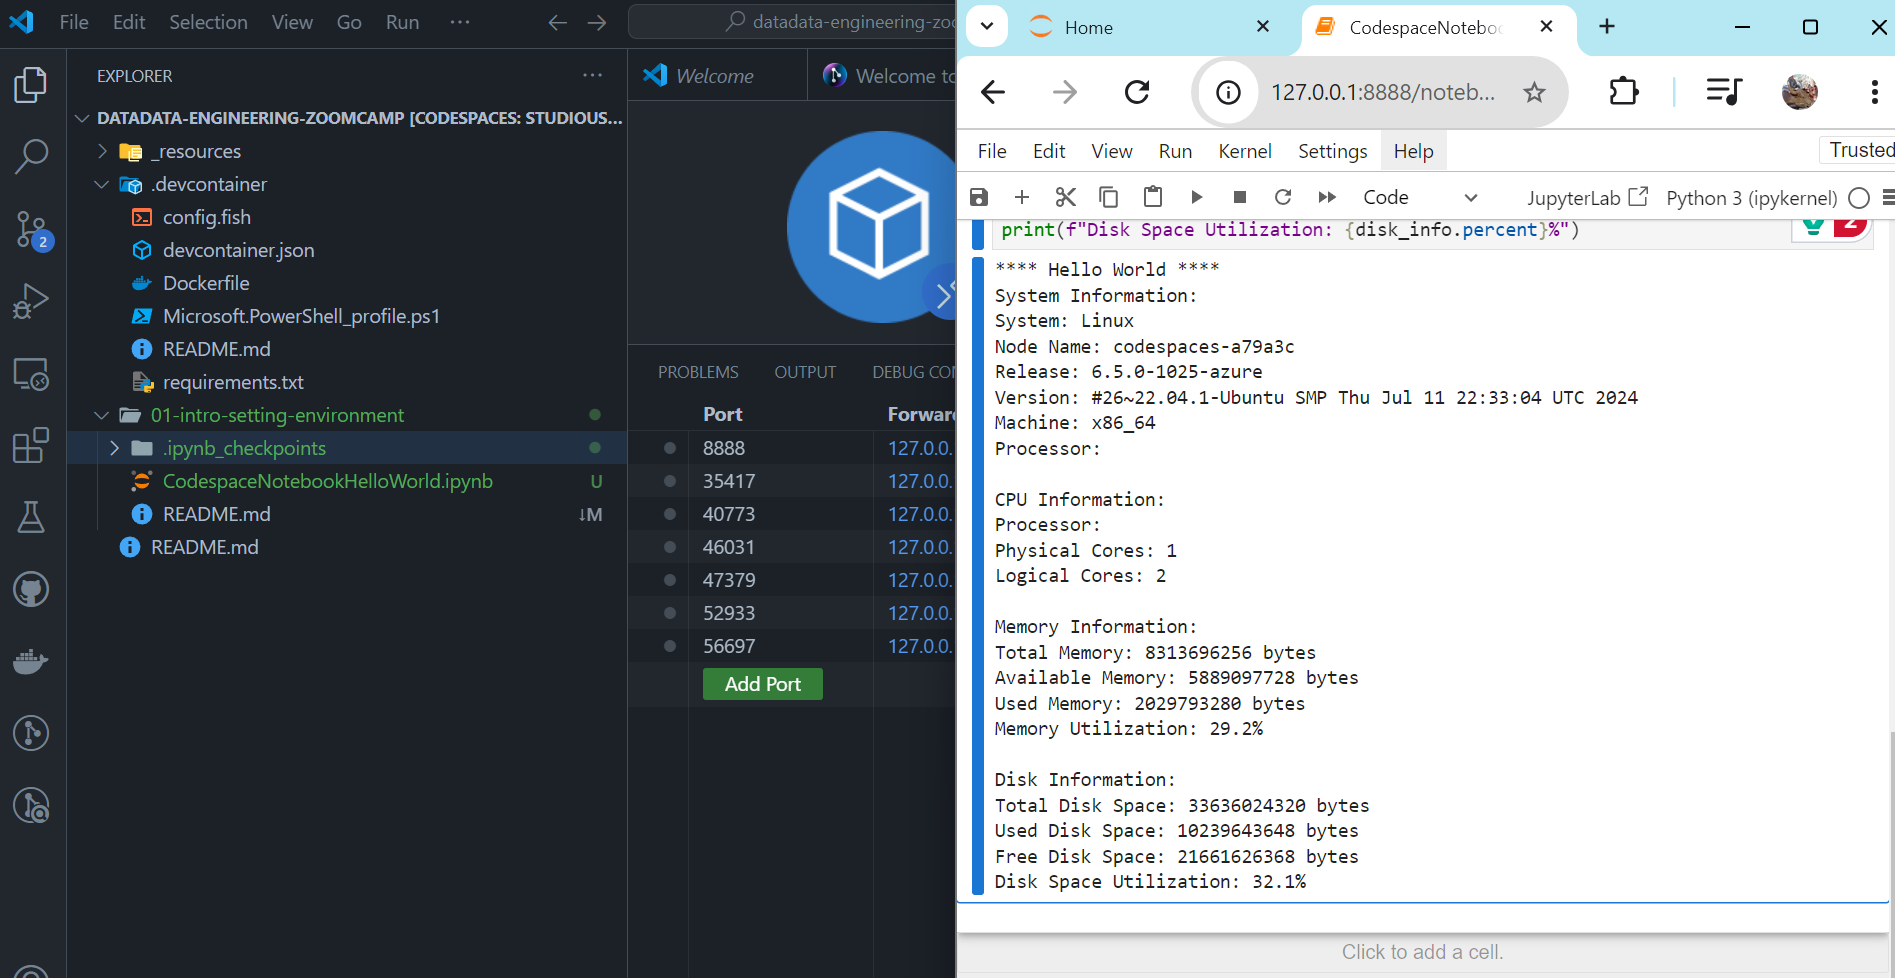 File Edit Selection View Go Run ···
datadata-engineering-zoo
EXPLORER
DATADATA-ENGINEERING-ZOOMCAMP [CODESPACES: STUDIOUS...
_resources
.devcontainer
config.fish
devcontainer.json
Dockerfile
Microsoft.PowerShell_profile.ps1
README.md
requirements.txt
01-intro-setting-environment
.ipynb_checkpoints
CodespaceNotebookHelloWorld.ipynb U
README.md ↓M
README.md
2
Welcome Welcome to
PROBLEMS OUTPUT DEBUG CON
Port Forward
8888 127.0.0.
35417 127.0.0.
40773 127.0.0.
46031 127.0.0.
47379 127.0.0.
52933 127.0.0.
56697 127.0.0.
Add Port
Home CodespaceNoteboo
127.0.0.1:8888/noteb...
File Edit View Run Kernel Settings Help Trusted
Code JupyterLab Python 3 (ipykernel)
print(f"Disk Space Utilization: {disk_info.percent}%")
2
**** Hello World ****
System Information:
System: Linux
Node Name: codespaces-a79a3c
Release: 6.5.0-1025-azure
Version: #26~22.04.1-Ubuntu SMP Thu Jul 11 22:33:04 UTC 2024
Machine: x86_64
Processor:
CPU Information:
Processor:
Physical Cores: 1
Logical Cores: 2
Memory Information:
Total Memory: 8313696256 bytes
Available Memory: 5889097728 bytes
Used Memory: 2029793280 bytes
Memory Utilization: 29.2%
Disk Information:
Total Disk Space: 33636024320 bytes
Used Disk Space: 10239643648 bytes
Free Disk Space: 21661626368 bytes
Disk Space Utilization: 32.1%
Click to add a cell.